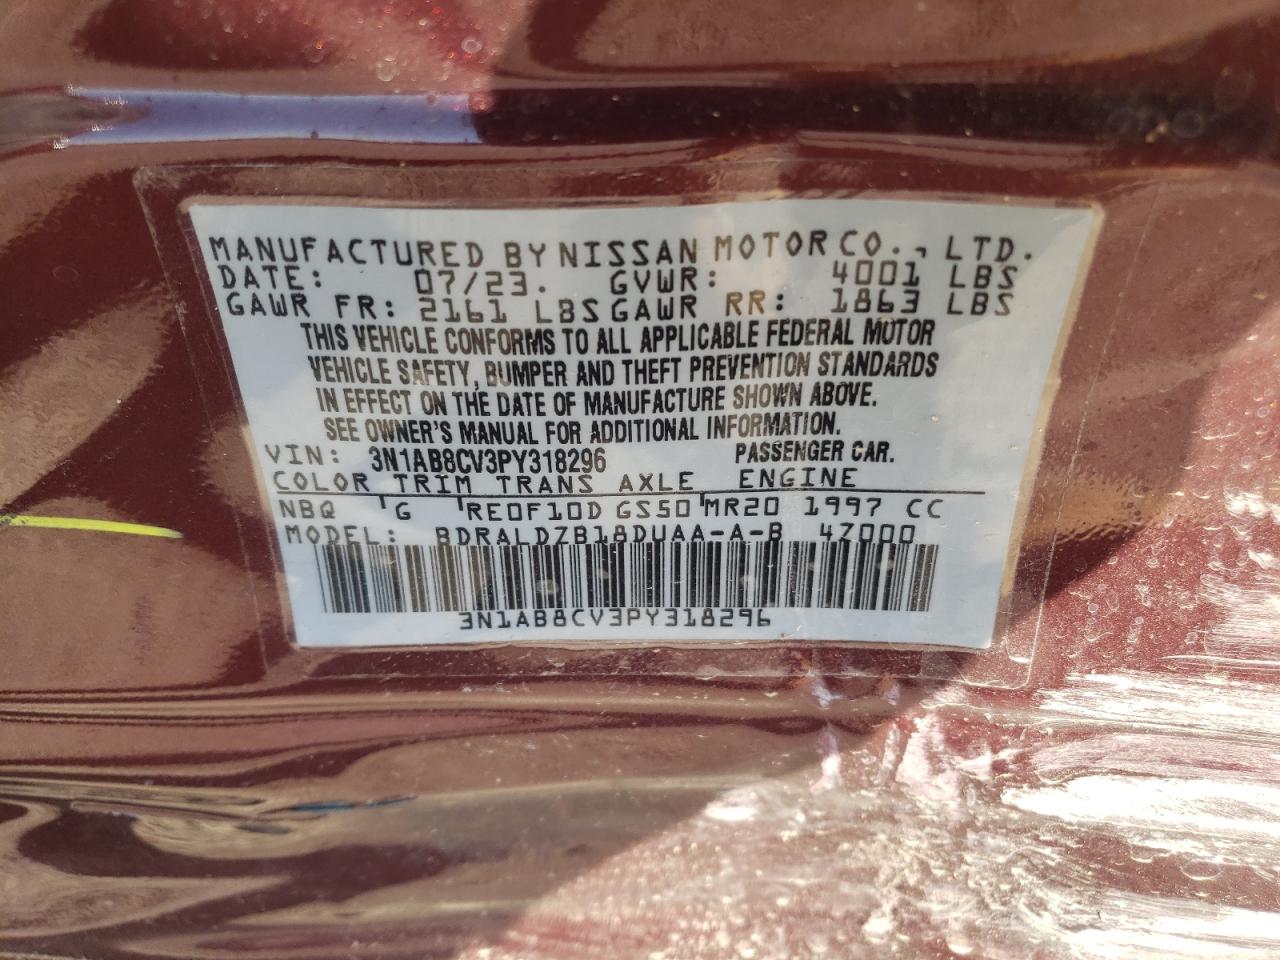 MANUFACTURED BY NISSAN MOTOR CO., LTD.
DATE: 07/23. GVWR: 4001 LBS
GAWR FR: 2161 LBS GAWR RR: 1863 LBS
THIS VEHICLE CONFORMS TO ALL APPLICABLE FEDERAL MOTOR
VEHICLE SAFETY, BUMPER AND THEFT PREVENTION STANDARDS
IN EFFECT ON THE DATE OF MANUFACTURE SHOWN ABOVE.
SEE OWNER'S MANUAL FOR ADDITIONAL INFORMATION.
VIN: 3N1AB8CV3PY318296 PASSENGER CAR.
COLOR TRIM TRANS AXLE ENGINE
NBQ 'G 'RE0F10D GS50 'MR20 1997 CC
MODEL: BDRALDZB18DUAA-A-B 4Z000
3N1AB8CV3PY318296